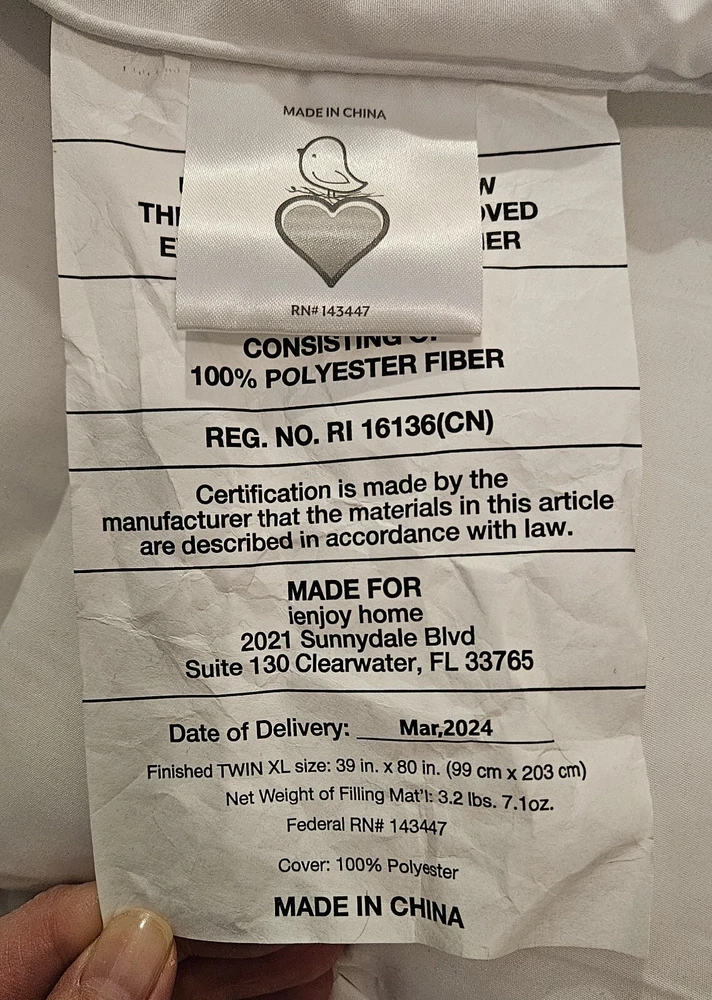 MADE IN CHINA
RN# 143447
CONSISTING
100% POLYESTER FIBER
REG. NO. RI 16136(CN)
Certification is made by the
manufacturer that the materials in this article
are described in accordance with law.
MADE FOR
ienjoy home
2021 Sunnydale Blvd
Suite 130 Clearwater, FL 33765
Date of Delivery: Mar,2024
Finished TWIN XL size: 39 in. x 80 in. (99 cm x 203 cm)
Net Weight of Filling Mat'l: 3.2 lbs. 7.1oz.
Federal RN# 143447
Cover: 100% Polyester
MADE IN CHINA